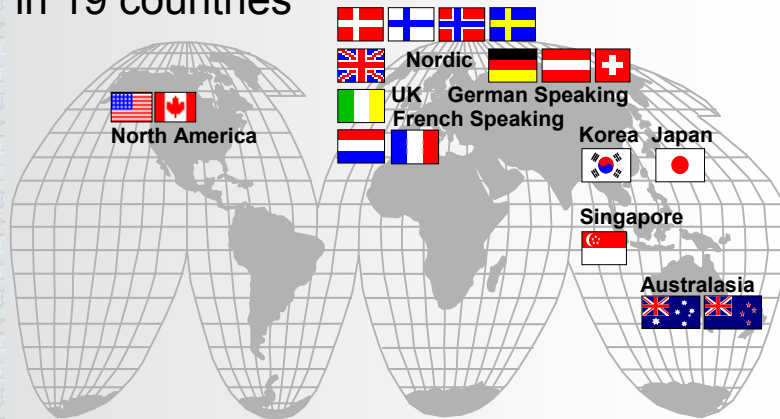 in 19 countries
Nordic
UK German Speaking
French Speaking
North America
Korea Japan
Singapore
Australasia